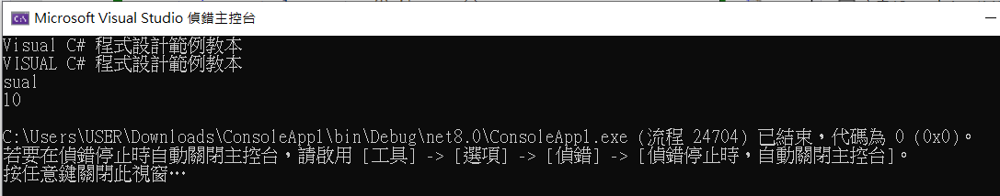 Microsoft Visual Studio 偵錯主控台
Visual C# 程式設計範例教本
VISUAL C# 程式設計範例教本
sual
10
C:\Users\USER\Downloads\ConsoleApp1\bin\Debug\net8.0\ConsoleApp1.exe (流程 24704) 已結束，代碼為 0 (0x0)。
若要在偵錯停止時自動關閉主控台，請啟用 [工具] -> [選項] -> [偵錯] -> [偵錯停止時，自動關閉主控台]。
按任意鍵關閉此視窗…